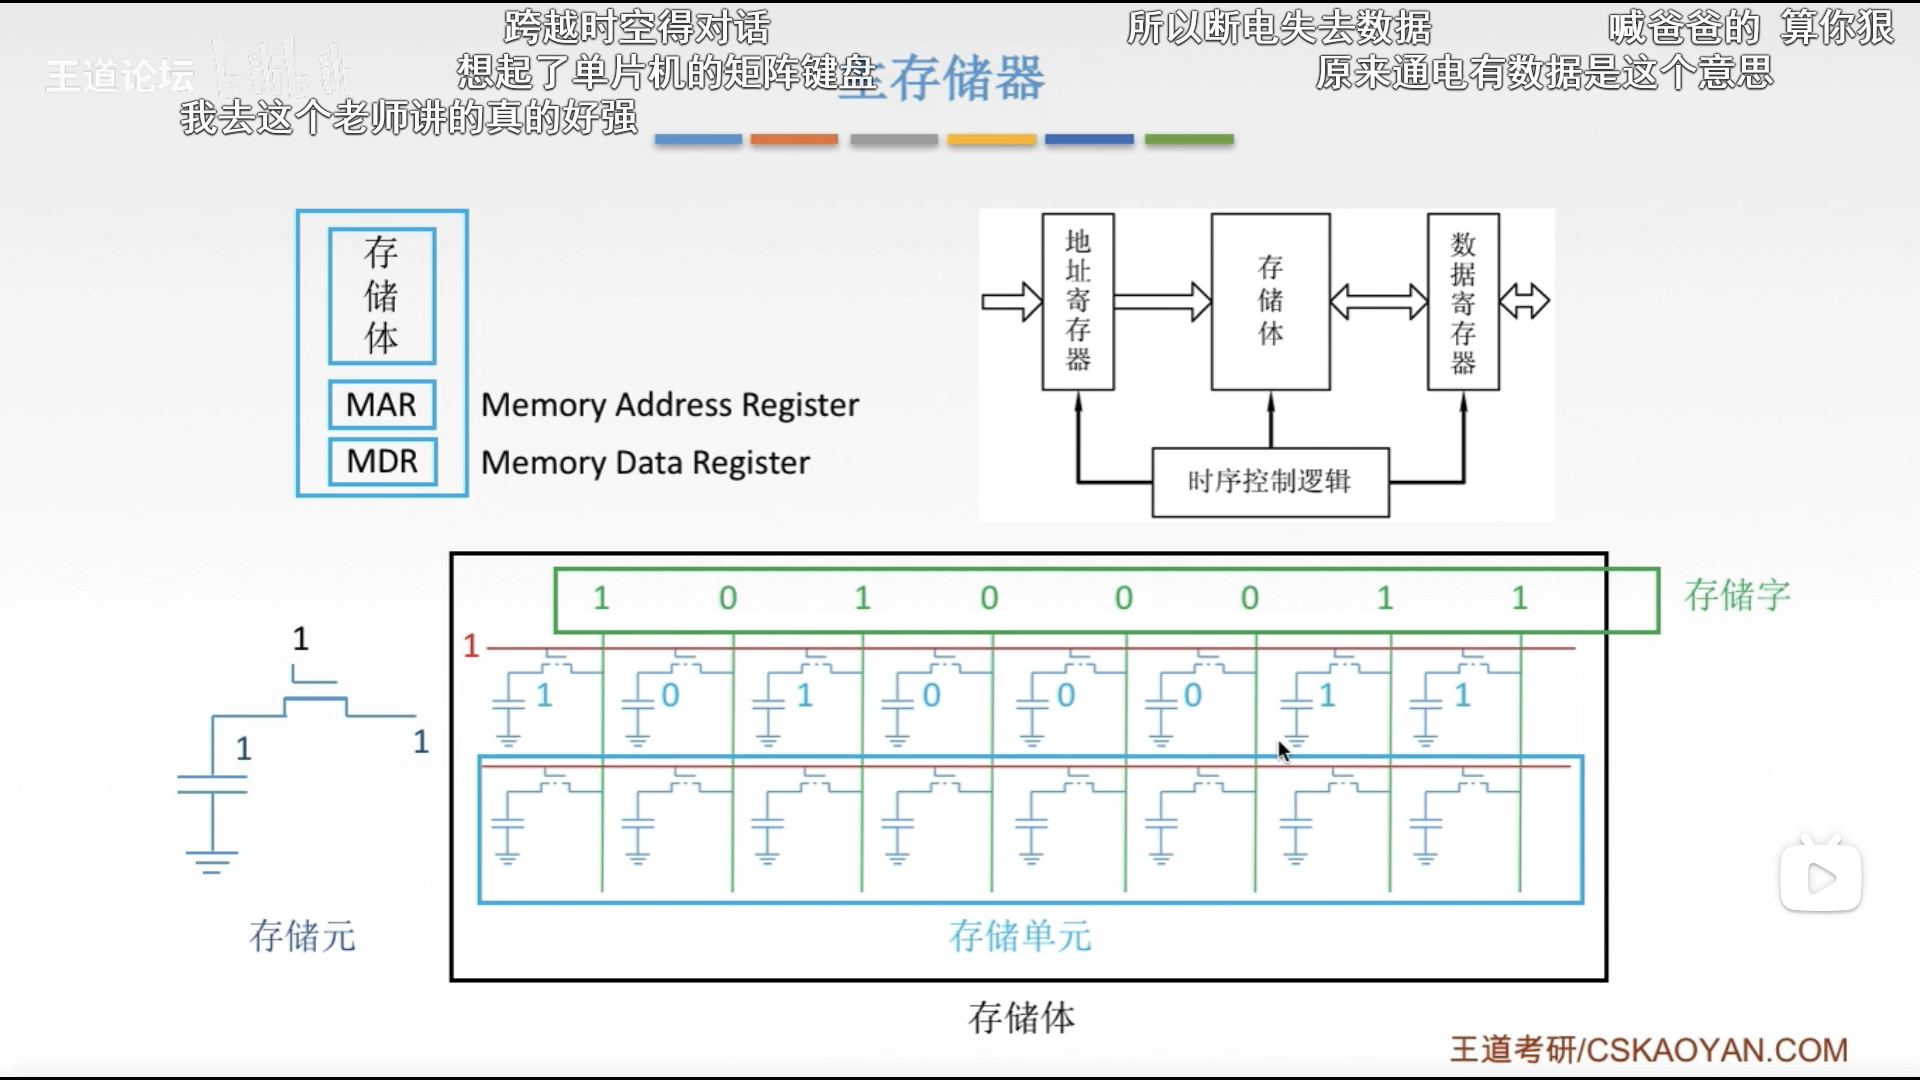 跨越时空得对话
所以断电失去数据
喊爸爸的 算你狠
王道论坛
想起了单片机的矩阵键盘
主存储器
原来通电有数据是这个意思
我去这个老师讲的真的好强
存储体
MAR
Memory Address Register
MDR
Memory Data Register
地址寄存器
存储体
数据寄存器
时序控制逻辑
1 0 1 0 0 0 1 1
存储字
1
1
1
1
1 0 1 0 0 0 1 1
存储元
存储单元
存储体
王道考研/CSKAOYAN.COM